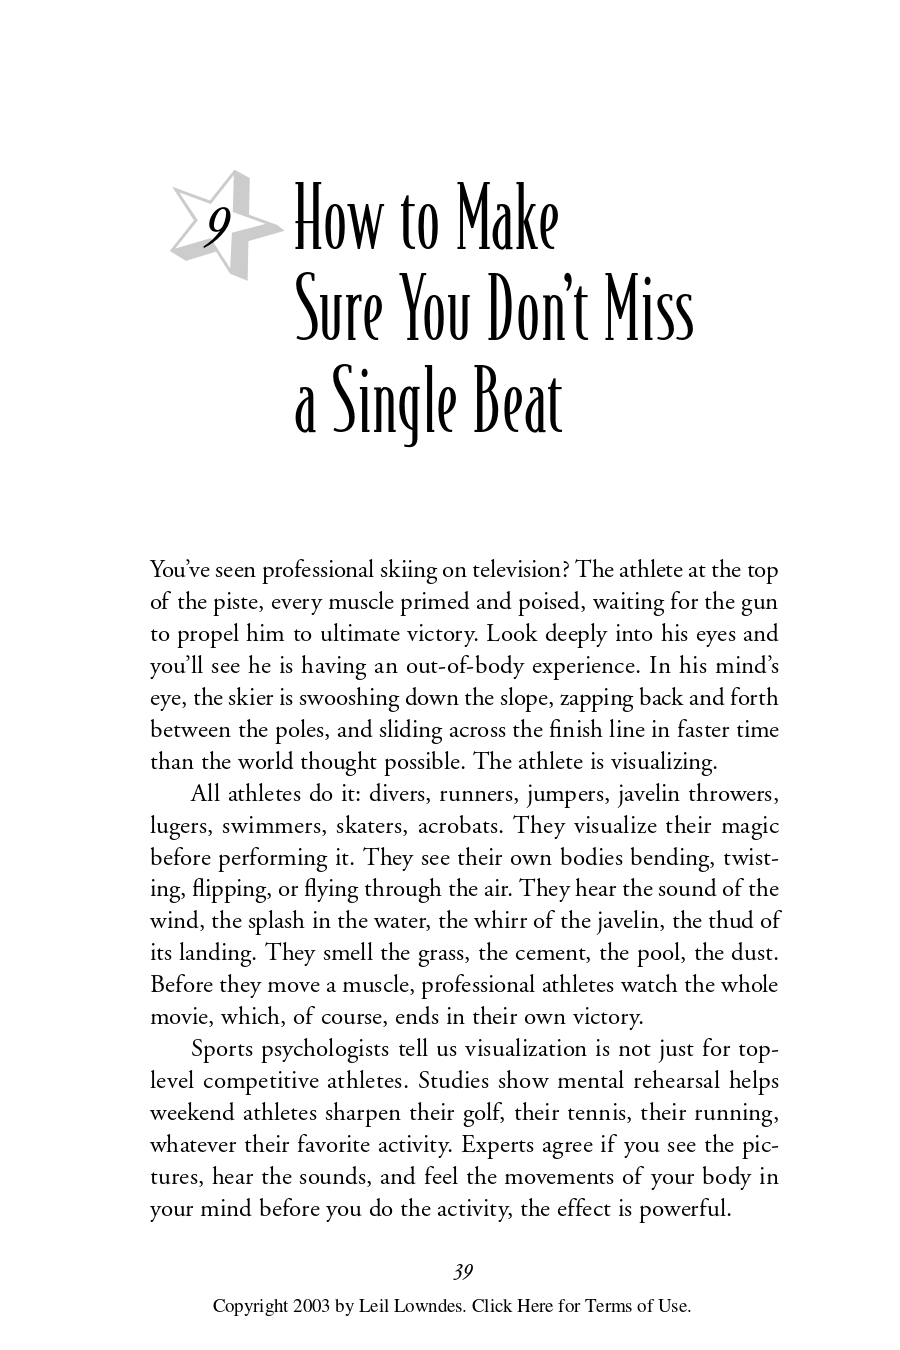 9
How to Make
Sure You Don’t Miss
a Single Beat
You’ve seen professional skiing on television? The athlete at the top
of the piste, every muscle primed and poised, waiting for the gun
to propel him to ultimate victory. Look deeply into his eyes and
you’ll see he is having an out-of-body experience. In his mind’s
eye, the skier is swooshing down the slope, zapping back and forth
between the poles, and sliding across the finish line in faster time
than the world thought possible. The athlete is visualizing.
All athletes do it: divers, runners, jumpers, javelin throwers,
lugers, swimmers, skaters, acrobats. They visualize their magic
before performing it. They see their own bodies bending, twist-
ing, flipping, or flying through the air. They hear the sound of the
wind, the splash in the water, the whirr of the javelin, the thud of
its landing. They smell the grass, the cement, the pool, the dust.
Before they move a muscle, professional athletes watch the whole
movie, which, of course, ends in their own victory.
Sports psychologists tell us visualization is not just for top-
level competitive athletes. Studies show mental rehearsal helps
weekend athletes sharpen their golf, their tennis, their running,
whatever their favorite activity. Experts agree if you see the pic-
tures, hear the sounds, and feel the movements of your body in
your mind before you do the activity, the effect is powerful.
39
Copyright 2003 by Leil Lowndes. Click Here for Terms of Use.